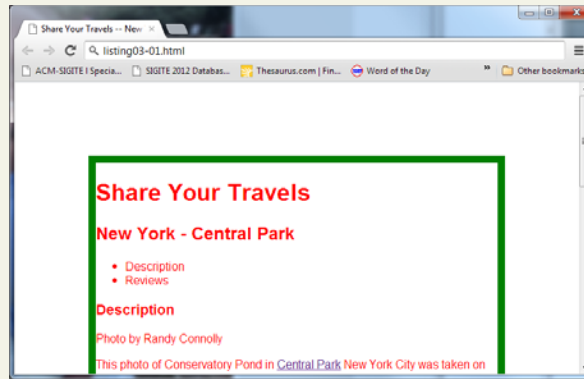 Share Your Travels -- New
listing03-01.html
ACM-SIGITE I Specia... SIGITE 2012 Databas... Thesaurus.com | Fin... Word of the Day » Other bookmarks
Share Your Travels
New York - Central Park
• Description
• Reviews
Description
Photo by Randy Connolly
This photo of Conservatory Pond in Central Park New York City was taken on